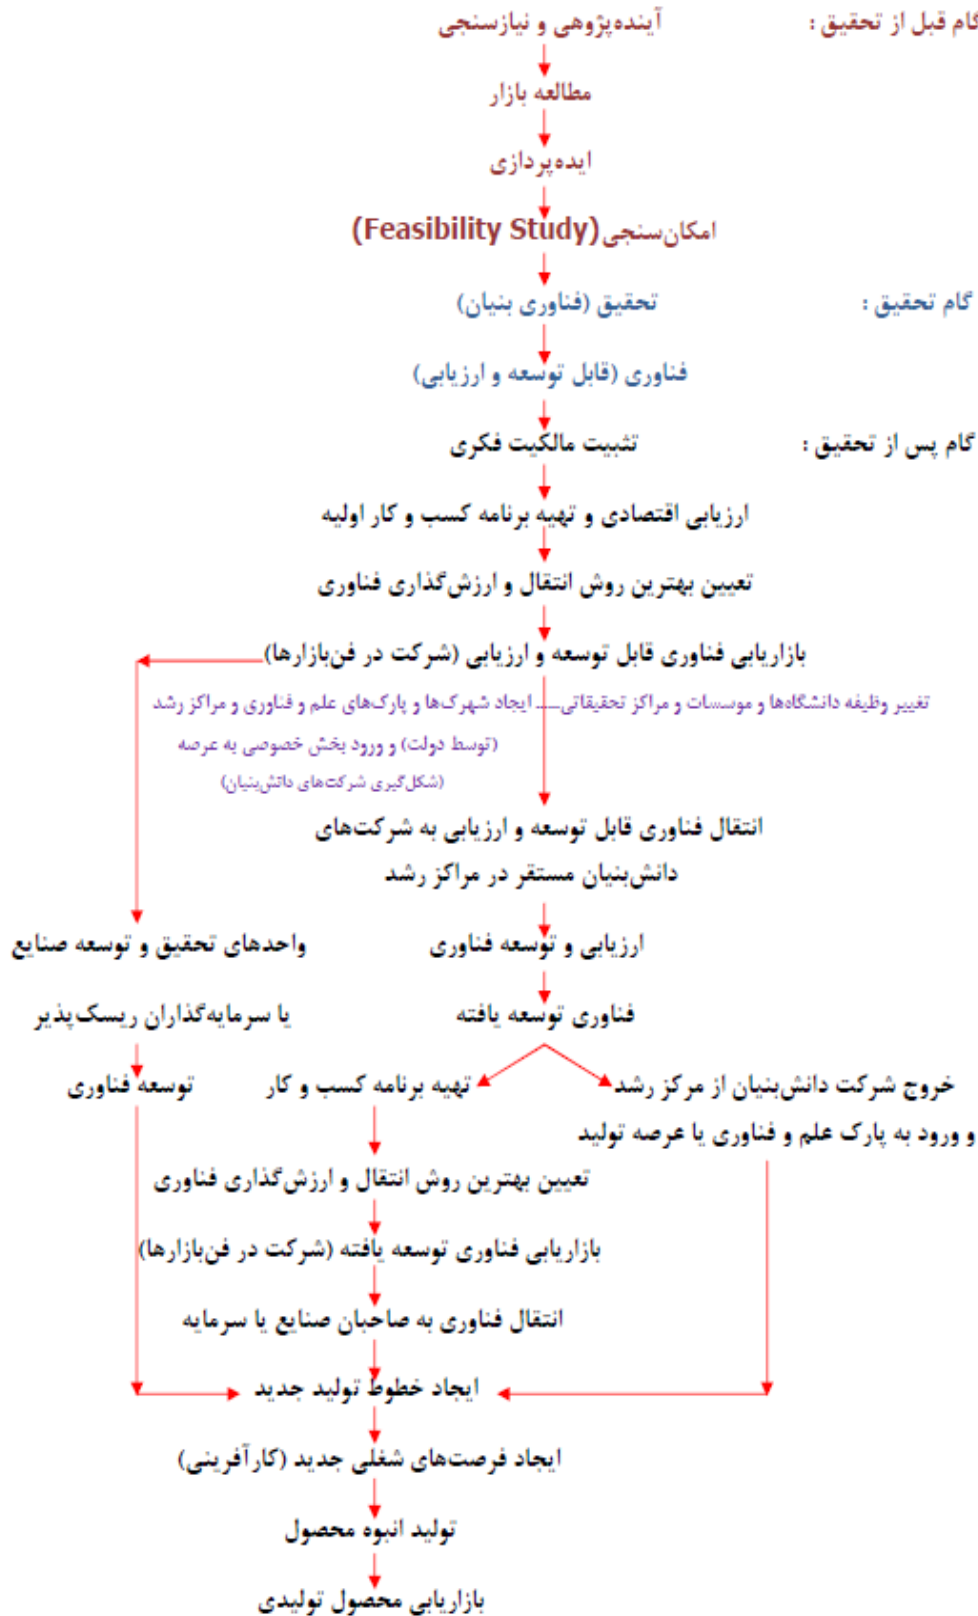 گام قبل از تحقیق : آینده‌پژوهی و نیازسنجی
مطالعه بازار
ایده‌پردازی
امکان‌سنجی(Feasibility Study)
گام تحقیق : تحقیق (فناوری بنیان)
فناوری (قابل توسعه و ارزیابی)
گام پس از تحقیق : تثبیت مالکیت فکری
ارزیابی اقتصادی و تهیه برنامه کسب و کار اولیه
تعیین بهترین روش انتقال و ارزش‌گذاری فناوری
بازاریابی فناوری قابل توسعه و ارزیابی (شرکت در فن‌بازارها)
تغییر وظیفه دانشگاه‌ها و موسسات و مراکز تحقیقاتی___ ایجاد شهرک‌ها و پارک‌های علم و فناوری و مراکز رشد
(توسط دولت) و ورود بخش خصوصی به عرصه
(شکل‌گیری شرکت‌های دانش‌بنیان)
انتقال فناوری قابل توسعه و ارزیابی به شرکت‌های
دانش‌بنیان مستقر در مراکز رشد
ارزیابی و توسعه فناوری
واحدهای تحقیق و توسعه صنایع
فناوری توسعه یافته
یا سرمایه‌گذاران ریسک‌پذیر
خروج شرکت دانش‌بنیان از مرکز رشد
تهیه برنامه کسب و کار
توسعه فناوری
و ورود به پارک علم و فناوری یا عرصه تولید
تعیین بهترین روش انتقال و ارزش‌گذاری فناوری
بازاریابی فناوری توسعه یافته (شرکت در فن‌بازارها)
انتقال فناوری به صاحبان صنایع یا سرمایه
ایجاد خطوط تولید جدید
ایجاد فرصت‌های شغلی جدید (کارآفرینی)
تولید انبوه محصول
بازاریابی محصول تولیدی